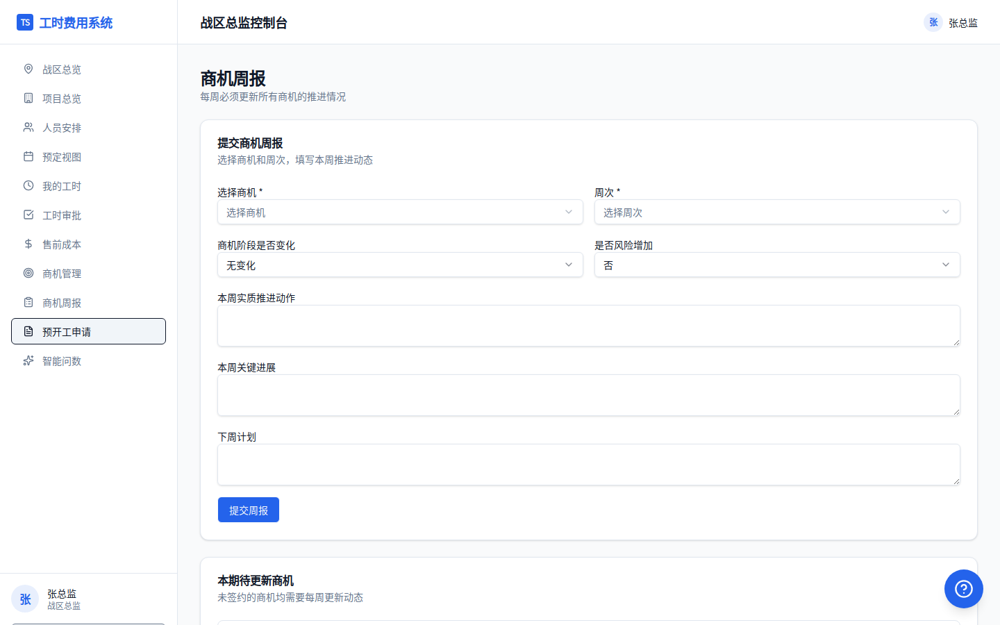 TS 工时费用系统
战区总监控制台
张 张总监
战区总览
项目总览
人员安排
预定视图
我的工时
工时审批
售前成本
商机管理
商机周报
预开工申请
智能问数
张
张总监
战区总监
商机周报
每周必须更新所有商机的推进情况
提交商机周报
选择商机和周次，填写本周推进动态
选择商机 *
选择商机
周次 *
选择周次
商机阶段是否变化
无变化
是否风险增加
否
本周实质推进动作
本周关键进展
下周计划
提交周报
本期待更新商机
未签约的商机均需要每周更新动态